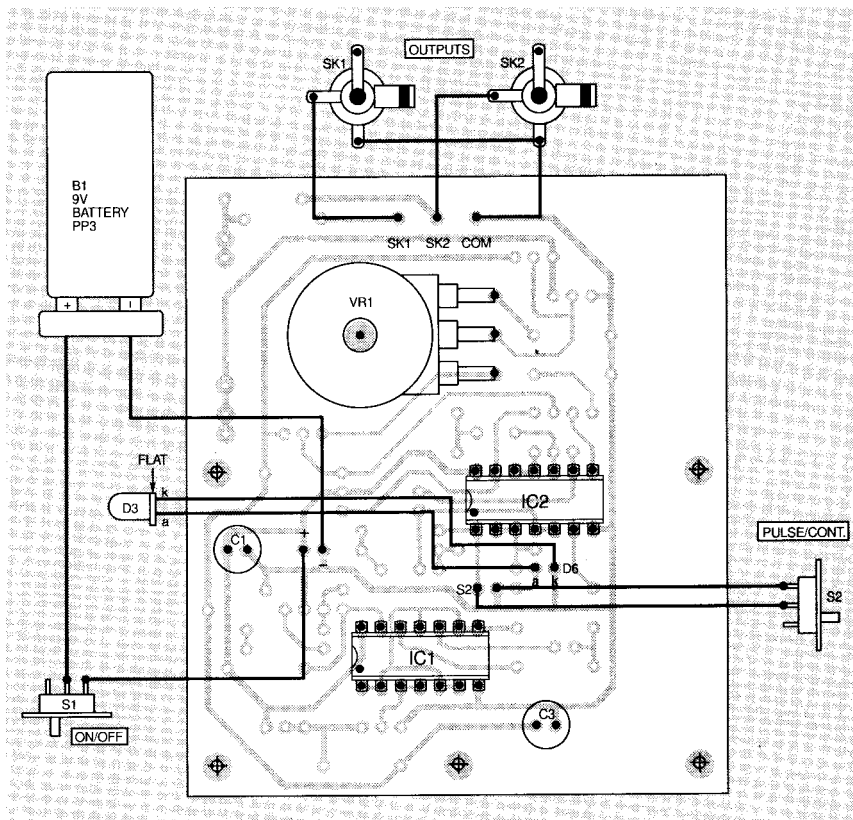 OUTPUTS
SK1
SK2
B1
9V
BATTERY
PP3
+
–
SK1 SK2 COM
VR1
FLAT
k
D3
a
IC2
C1
+
–
PULSE/CONT.
D6
a k
S2
S2
IC1
S1
ON/OFF
C3